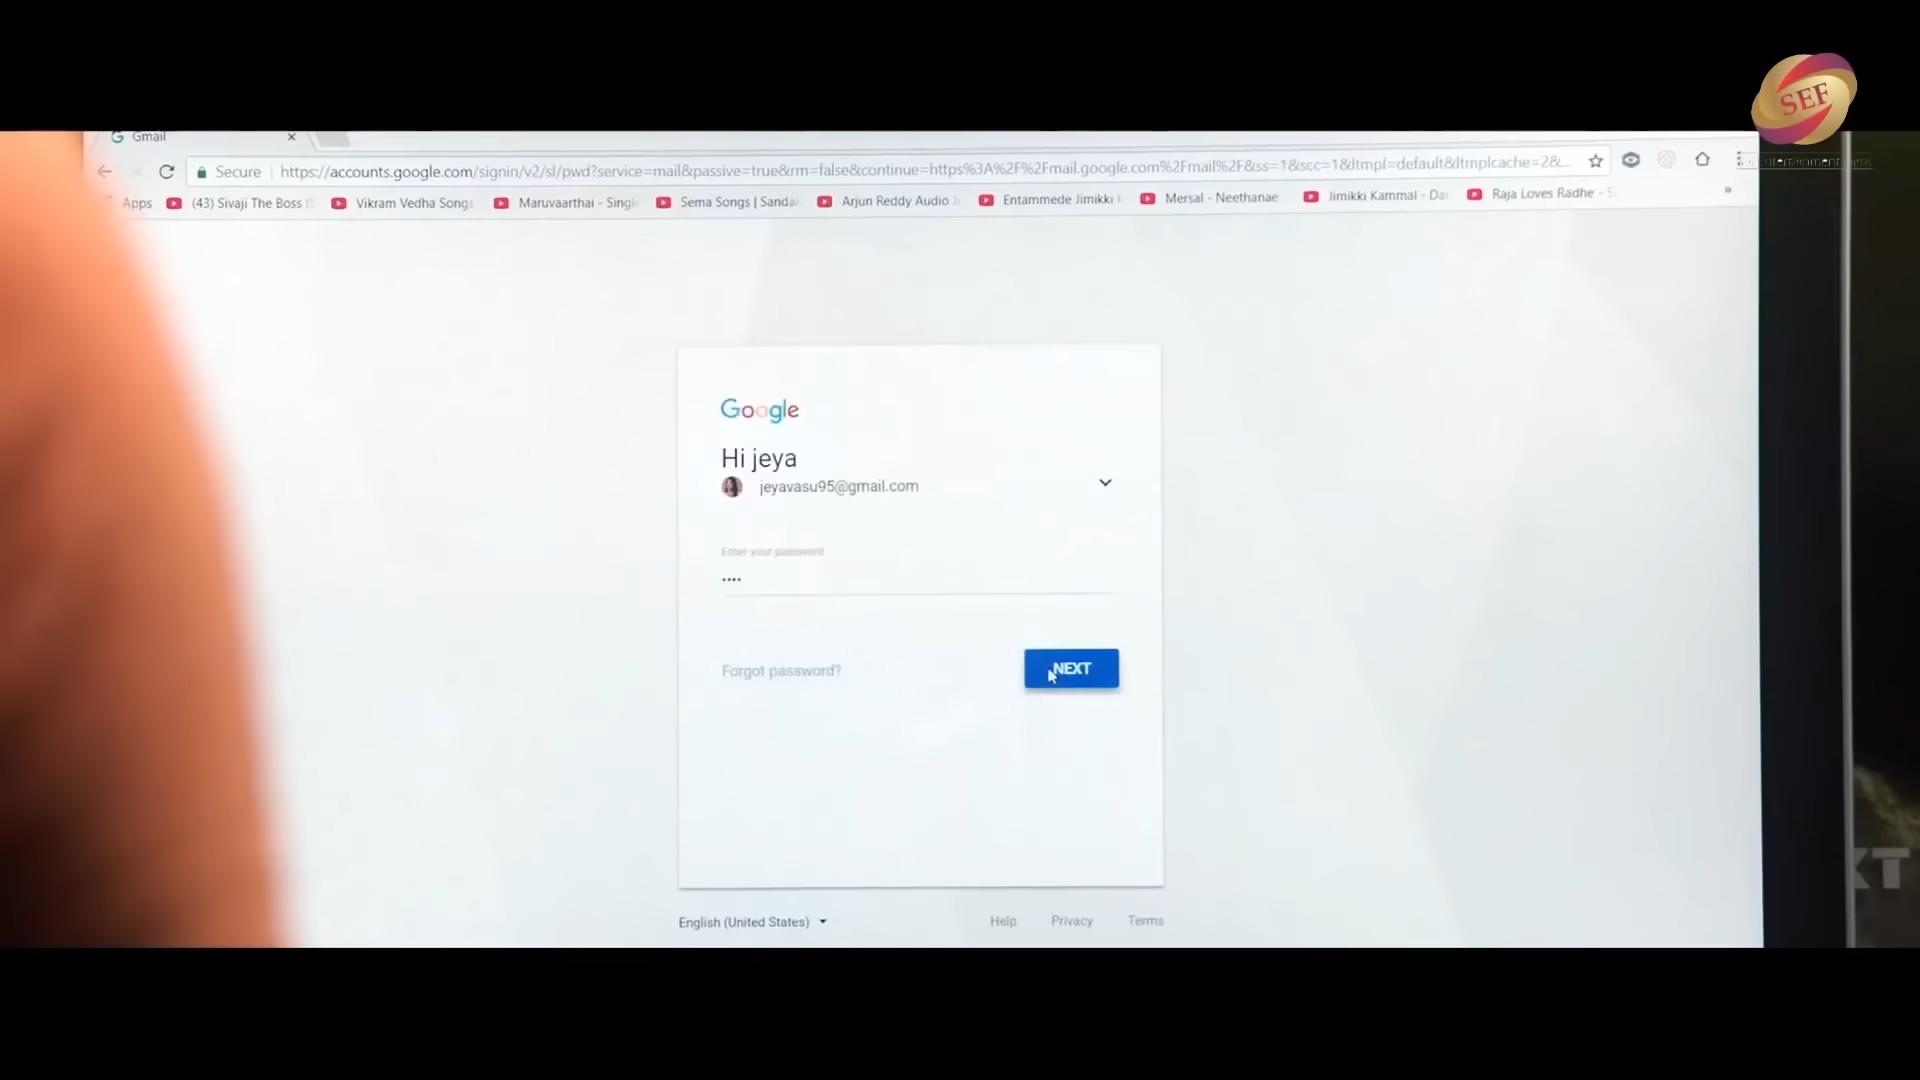 SEF
Gmail
Secure https://accounts.google.com/signin/v2/sl/pwd?service=mail&passive=true&rm=false&continue=https%3A%2F%2Fmail.google.com%2Fmail%2F&ss=1&scc=1&ltmpl=default&ltmplcache=2&...
Apps (43) Sivaji The Boss Vikram Vedha Songs Maruvaarthai - Singl Sema Songs | Sanda Arjun Reddy Audio Entammede Jimikki Mersal - Neethanae Jimikki Kammal - Da Raja Loves Radhe - S
Google
Hi jeya
jeyavasu95@gmail.com
Enter your password
••••
Forgot password? NEXT
English (United States) Help Privacy Terms